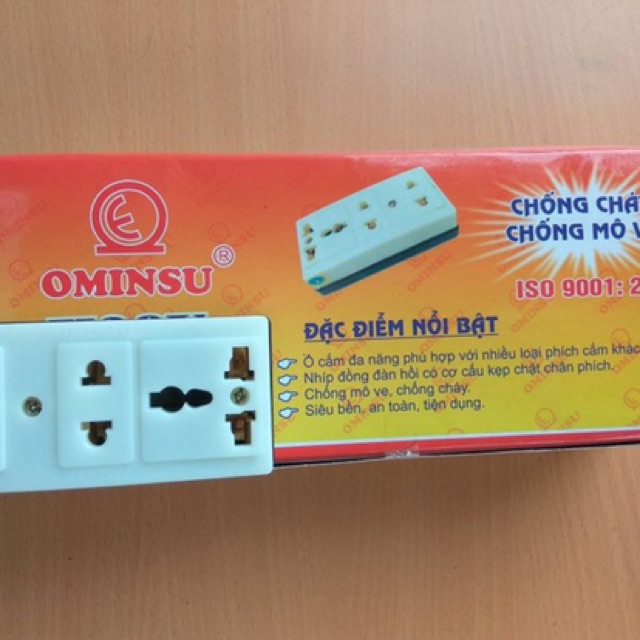 OMINSU®
CHỐNG CHÁY
CHỐNG MÔ VE
ISO 9001: 2
ĐẶC ĐIỂM NỔI BẬT
Ổ cắm đa năng phù hợp với nhiều loại phích cắm khác
Nhíp đồng đàn hồi có cơ cấu kẹp chặt chân phích.
Chống mô ve, chống cháy.
Siêu bền, an toàn, tiện dụng.